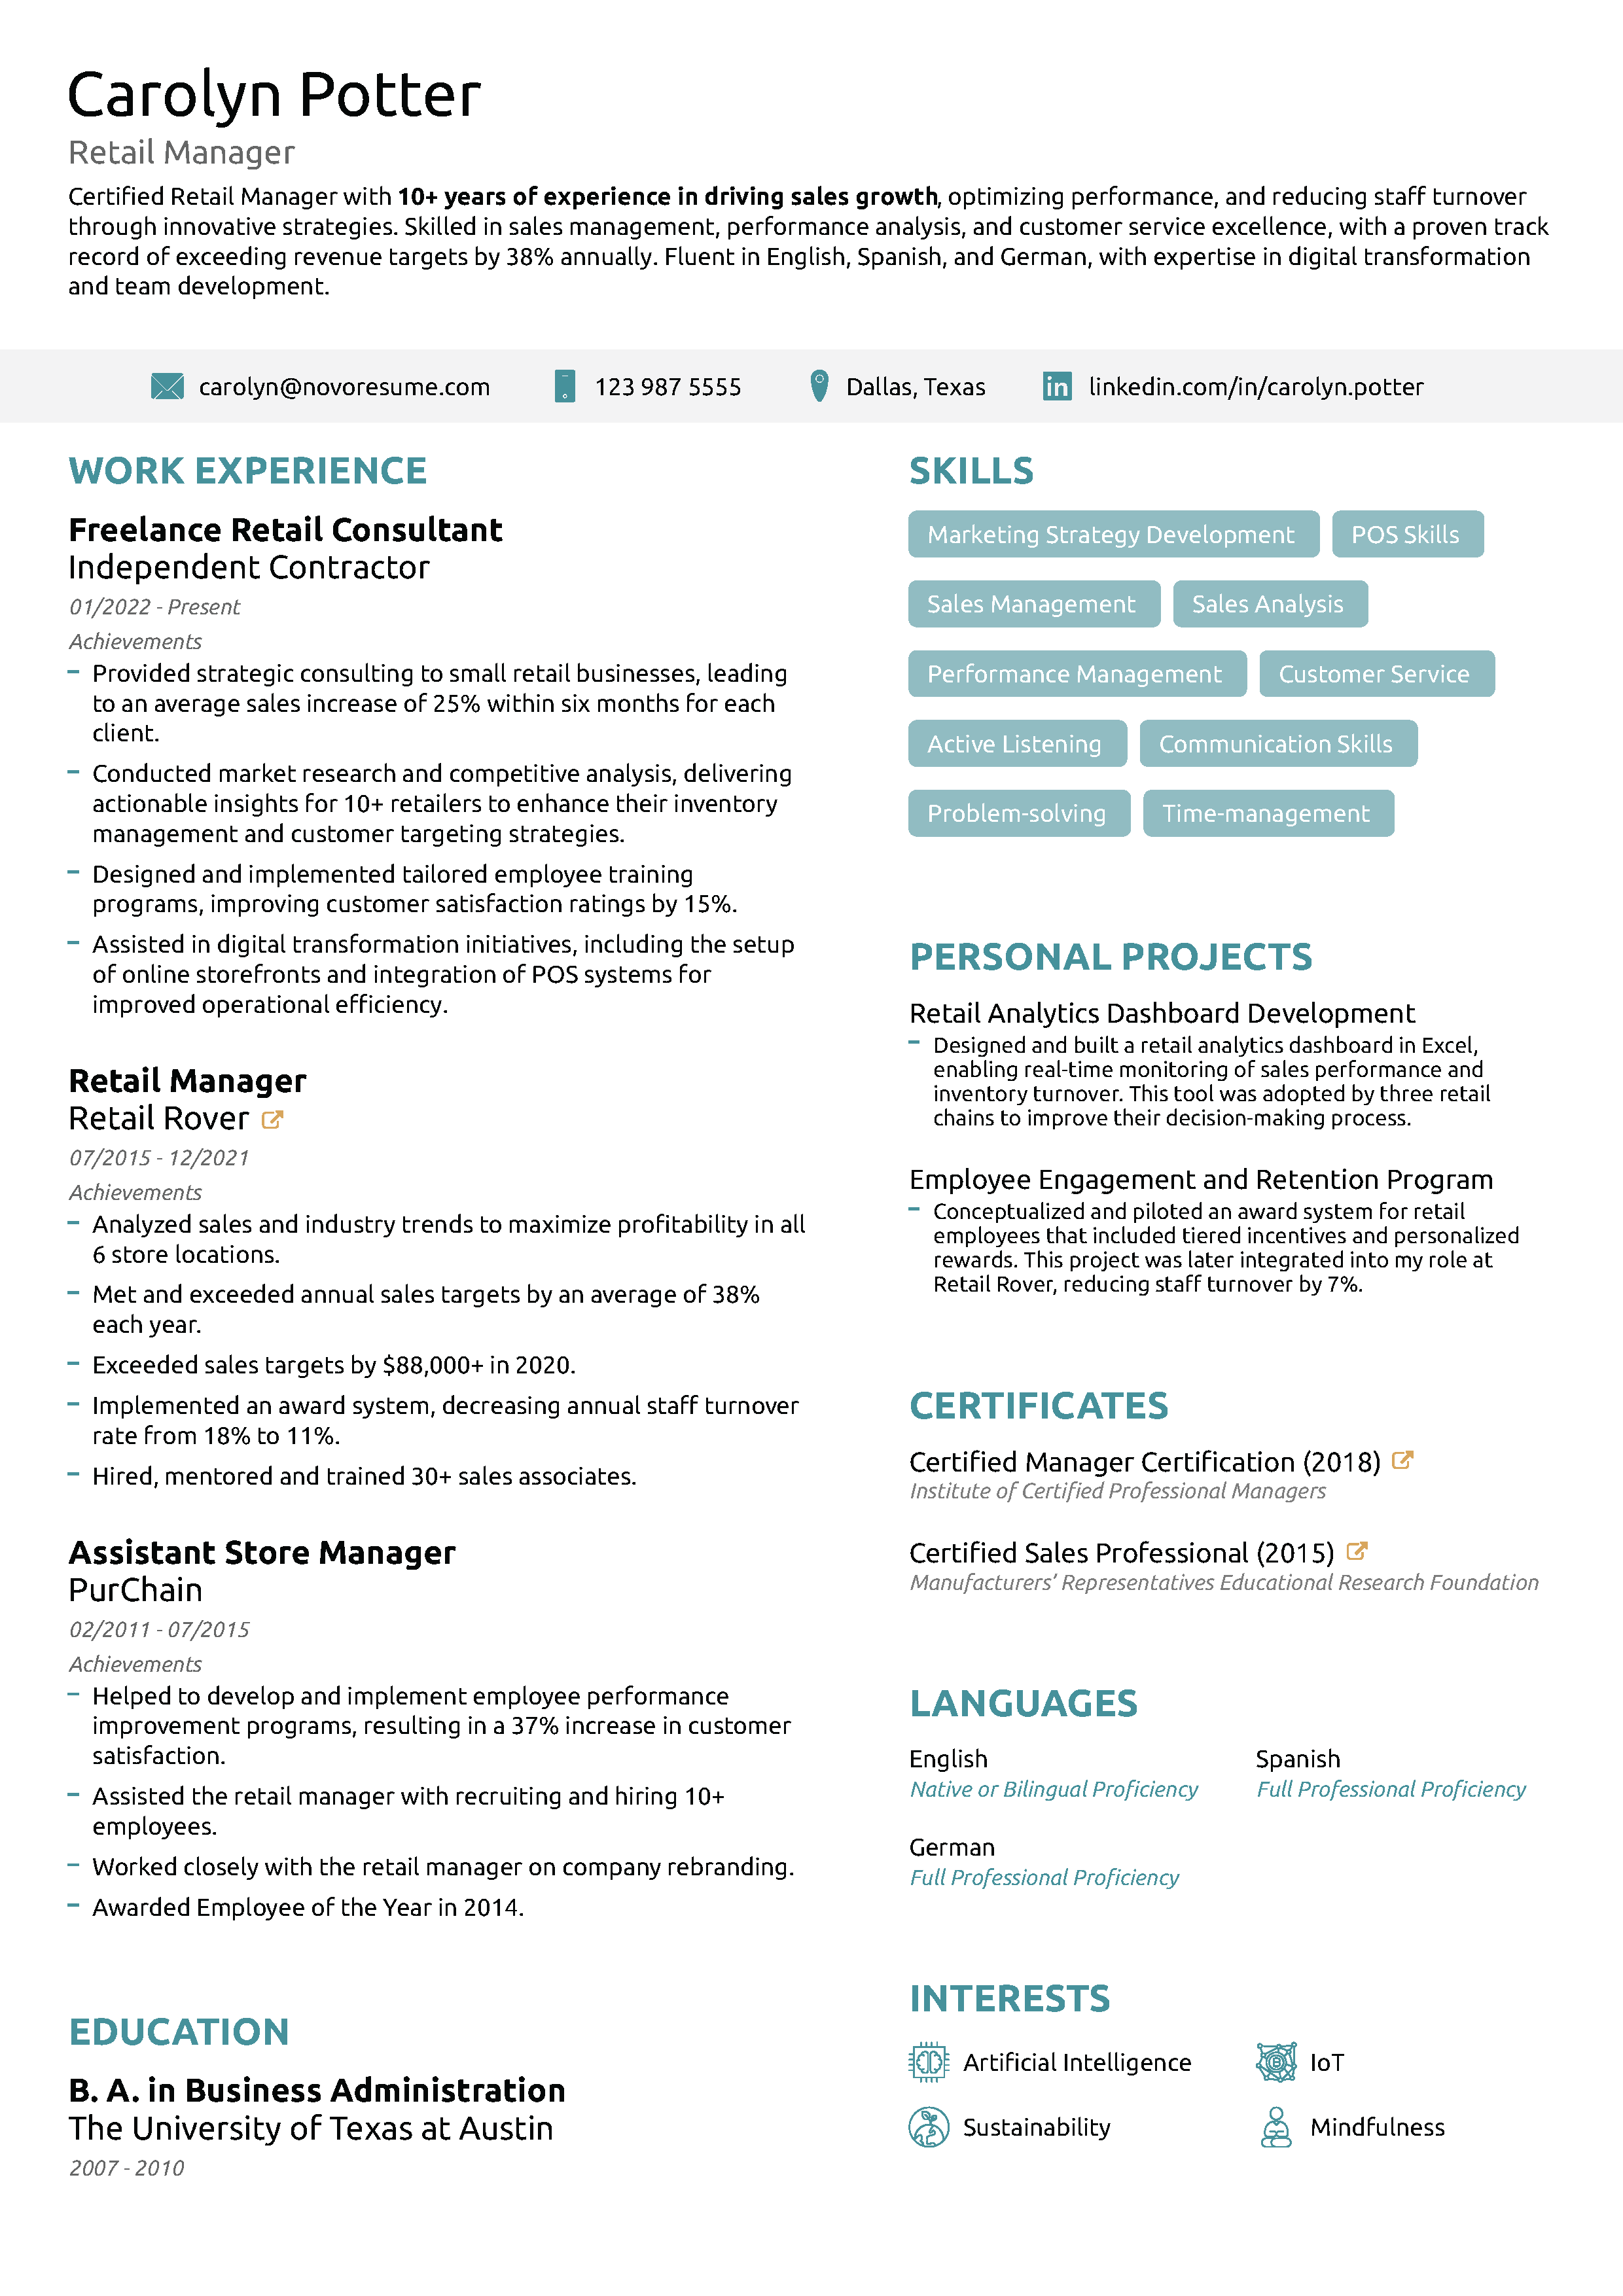 Carolyn Potter
Retail Manager
Certified Retail Manager with 10+ years of experience in driving sales growth, optimizing performance, and reducing staff turnover
through innovative strategies. Skilled in sales management, performance analysis, and customer service excellence, with a proven track
record of exceeding revenue targets by 38% annually. Fluent in English, Spanish, and German, with expertise in digital transformation
and team development.
carolyn@novoresume.com
123 987 5555
Dallas, Texas
in linkedin.com/in/carolyn.potter
WORK EXPERIENCE
Freelance Retail Consultant
Independent Contractor
01/2022 - Present
Achievements
– Provided strategic consulting to small retail businesses, leading
to an average sales increase of 25% within six months for each
client.
– Conducted market research and competitive analysis, delivering
actionable insights for 10+ retailers to enhance their inventory
management and customer targeting strategies.
– Designed and implemented tailored employee training
programs, improving customer satisfaction ratings by 15%.
– Assisted in digital transformation initiatives, including the setup
of online storefronts and integration of POS systems for
improved operational efficiency.
Retail Manager
Retail Rover
07/2015 - 12/2021
Achievements
– Analyzed sales and industry trends to maximize profitability in all
6 store locations.
– Met and exceeded annual sales targets by an average of 38%
each year.
– Exceeded sales targets by $88,000+ in 2020.
– Implemented an award system, decreasing annual staff turnover
rate from 18% to 11%.
– Hired, mentored and trained 30+ sales associates.
Assistant Store Manager
PurChain
02/2011 - 07/2015
Achievements
– Helped to develop and implement employee performance
improvement programs, resulting in a 37% increase in customer
satisfaction.
– Assisted the retail manager with recruiting and hiring 10+
employees.
– Worked closely with the retail manager on company rebranding.
– Awarded Employee of the Year in 2014.
EDUCATION
B. A. in Business Administration
The University of Texas at Austin
2007 - 2010
SKILLS
Marketing Strategy Development
POS Skills
Sales Management
Sales Analysis
Performance Management
Customer Service
Active Listening
Communication Skills
Problem-solving
Time-management
PERSONAL PROJECTS
Retail Analytics Dashboard Development
– Designed and built a retail analytics dashboard in Excel,
enabling real-time monitoring of sales performance and
inventory turnover. This tool was adopted by three retail
chains to improve their decision-making process.
Employee Engagement and Retention Program
– Conceptualized and piloted an award system for retail
employees that included tiered incentives and personalized
rewards. This project was later integrated into my role at
Retail Rover, reducing staff turnover by 7%.
CERTIFICATES
Certified Manager Certification (2018)
Institute of Certified Professional Managers
Certified Sales Professional (2015)
Manufacturers’ Representatives Educational Research Foundation
LANGUAGES
English
Native or Bilingual Proficiency
Spanish
Full Professional Proficiency
German
Full Professional Proficiency
INTERESTS
Artificial Intelligence
IoT
Sustainability
Mindfulness